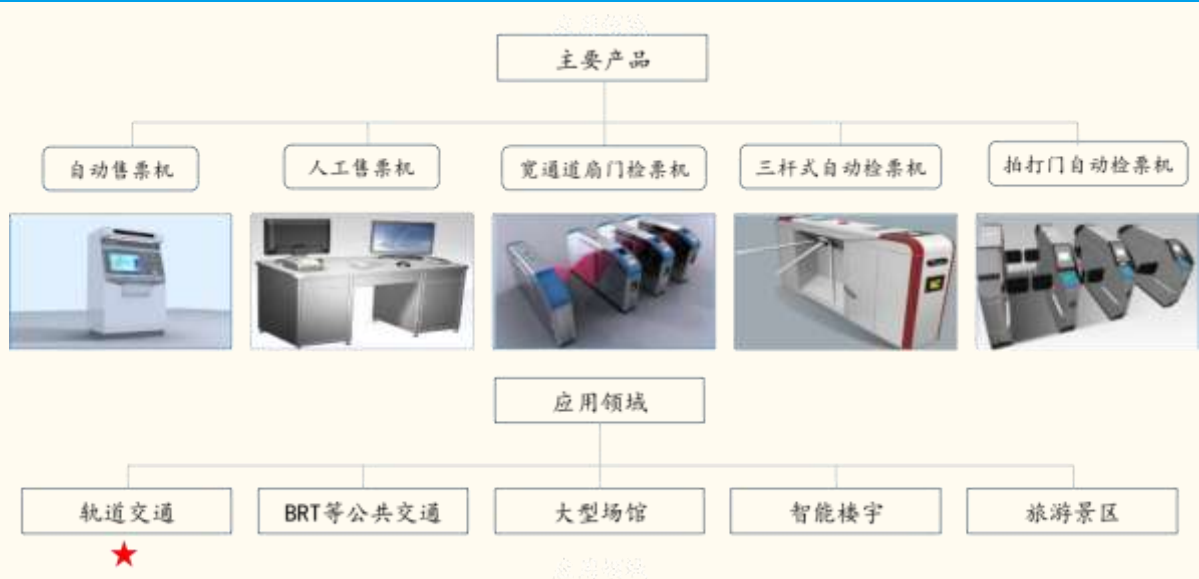 主要产品
自动售票机
人工售票机
宽通道扇门检票机
三杆式自动检票机
拍打门自动检票机
应用领域
轨道交通
BRT等公共交通
大型场馆
智能楼宇
旅游景区